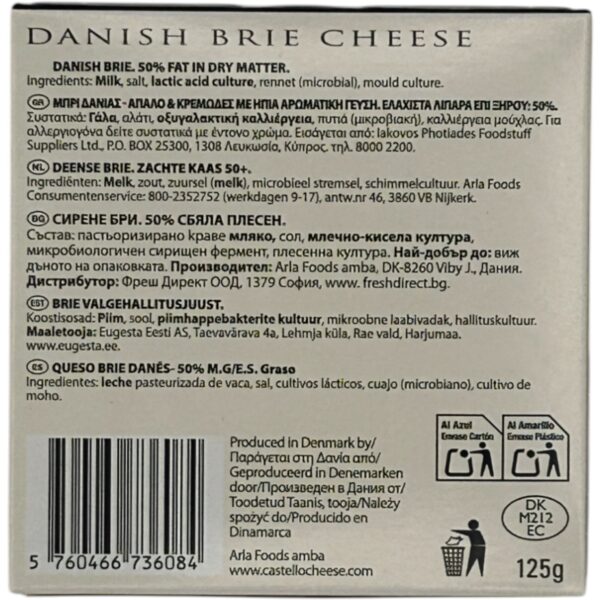 DANISH BRIE CHEESE
DANISH BRIE. 50% FAT IN DRY MATTER.
Ingredients: Milk, salt, lactic acid culture, rennet (microbial), mould culture.
GR ΜΠΡΙ ΔΑΝΙΑΣ - ΑΠΑΛΟ & ΚΡΕΜΩΔΕΣ ΜΕ ΗΠΙΑ ΑΡΩΜΑΤΙΚΗ ΓΕΥΣΗ. ΕΛΑΧΙΣΤΑ ΛΙΠΑΡΑ ΕΠΙ ΞΗΡΟΥ: 50%.
Συστατικά: Γάλα, αλάτι, οξυγαλακτική καλλιέργεια, πυτιά (μικροβιακή), καλλιέργεια μούχλας. Για
αλλεργιογόνα δείτε συστατικά με έντονο χρώμα. Εισάγεται από: Iakovos Photiades Foodstuff
Suppliers Ltd., P.O. BOX 25300, 1308 Λευκωσία, Κύπρος. τηλ. 8000 2200.
NL DEENSE BRIE. ZACHTE KAAS 50+.
Ingrediënten: Melk, zout, zuursel (melk), microbieel stremsel, schimmelcultuur. Arla Foods
Consumentenservice: 800-2352752 (werkdagen 9-17), antw.nr 46, 3860 VB Nijkerk.
BG СИРЕНЕ БРИ. 50% СБЯЛА ПЛЕСЕН.
Състав: пастьоризирано краве мляко, сол, млечно-кисела култура,
микробиологичен сирищен фермент, плесенна култура. Най-добър до: виж
дъното на опаковката. Производител: Arla Foods amba, DK-8260 Viby J., Дания.
Дистрибутор: Фреш Директ ООД, 1379 София, www. freshdirect.bg.
EST BRIE VALGEHALLITUSJUUST.
Koostisosad: Piim, sool, piimhappebakterite kultuur, mikroobne laabivadak, hallituskultuur.
Maaletooja: Eugesta Eesti AS, Taevavärava 4a, Lehmja küla, Rae vald, Harjumaa.
www.eugesta.ee.
ES QUESO BRIE DANÉS- 50% M.G/E.S. Graso
Ingredientes: leche pasteurizada de vaca, sal, cultivos lácticos, cuajo (microbiano), cultivo de
moho.
Al Azul
Envase Cartón
Al Amarillo
Envase Plástico
Produced in Denmark by/
Παράγεται στη Δανία από/
Geproduceerd in Denemarken
door/Произведен в Дания от/
Toodetud Taanis, tooja/Należy
spożyć do/Producido en
Dinamarca
Arla Foods amba
www.castellocheese.com
DK
M212
EC
125g
5 760466 736084